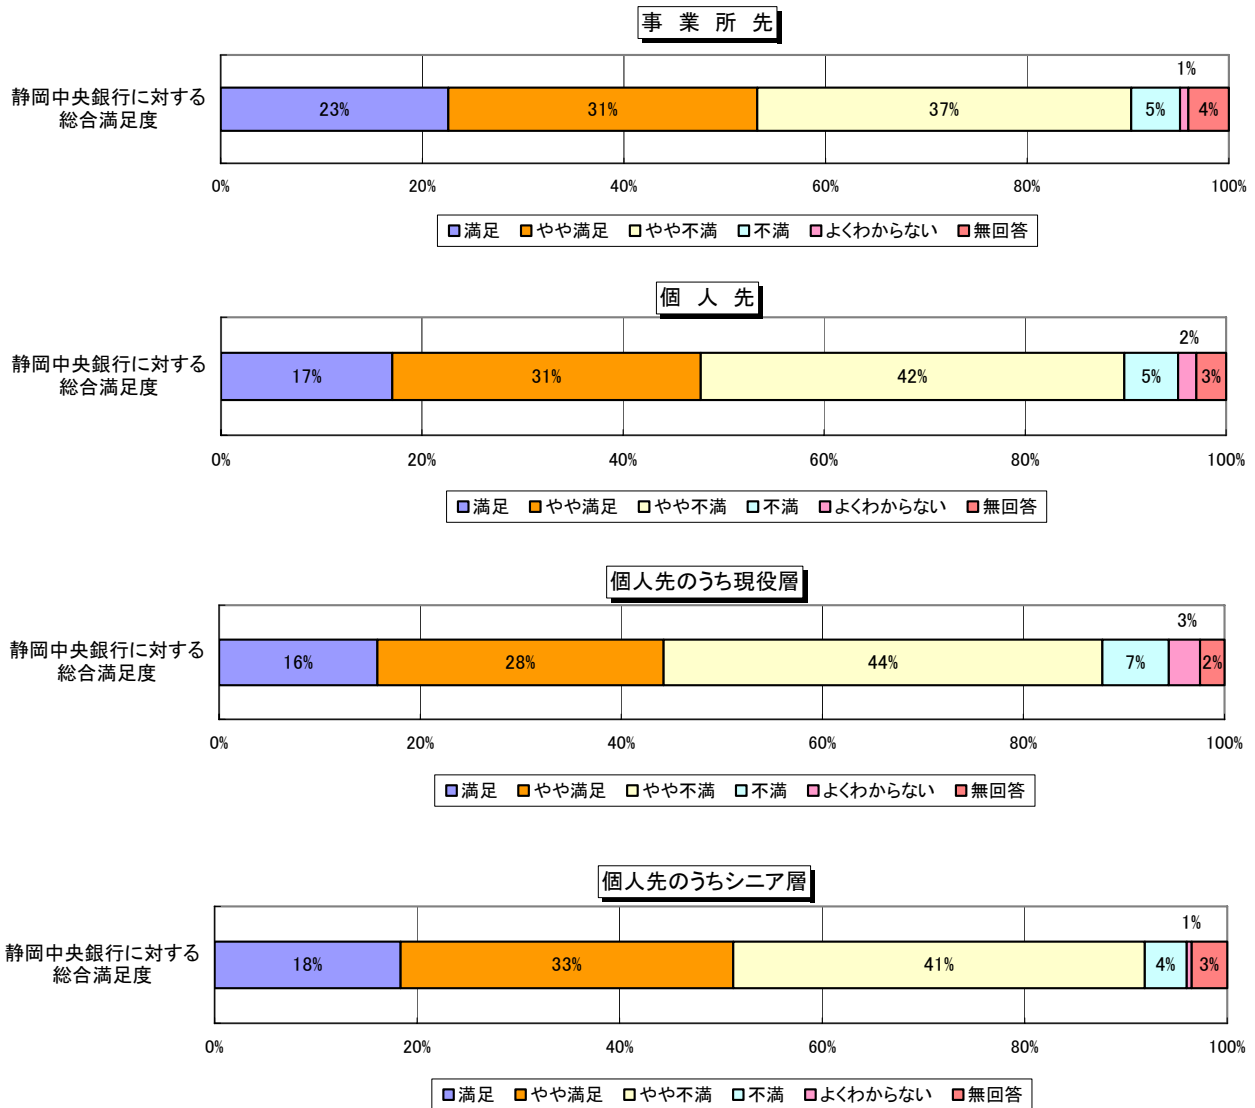 事 業 所 先
1%
静岡中央銀行に対する
総合満足度
23% 31% 37% 5% 4%
0% 20% 40% 60% 80% 100%
満足 やや満足 やや不満 不満 よくわからない 無回答
個 人 先
2%
静岡中央銀行に対する
総合満足度
17% 31% 42% 5% 3%
0% 20% 40% 60% 80% 100%
満足 やや満足 やや不満 不満 よくわからない 無回答
個人先のうち現役層
3%
静岡中央銀行に対する
総合満足度
16% 28% 44% 7% 2%
0% 20% 40% 60% 80% 100%
満足 やや満足 やや不満 不満 よくわからない 無回答
個人先のうちシニア層
1%
静岡中央銀行に対する
総合満足度
18% 33% 41% 4% 3%
0% 20% 40% 60% 80% 100%
満足 やや満足 やや不満 不満 よくわからない 無回答